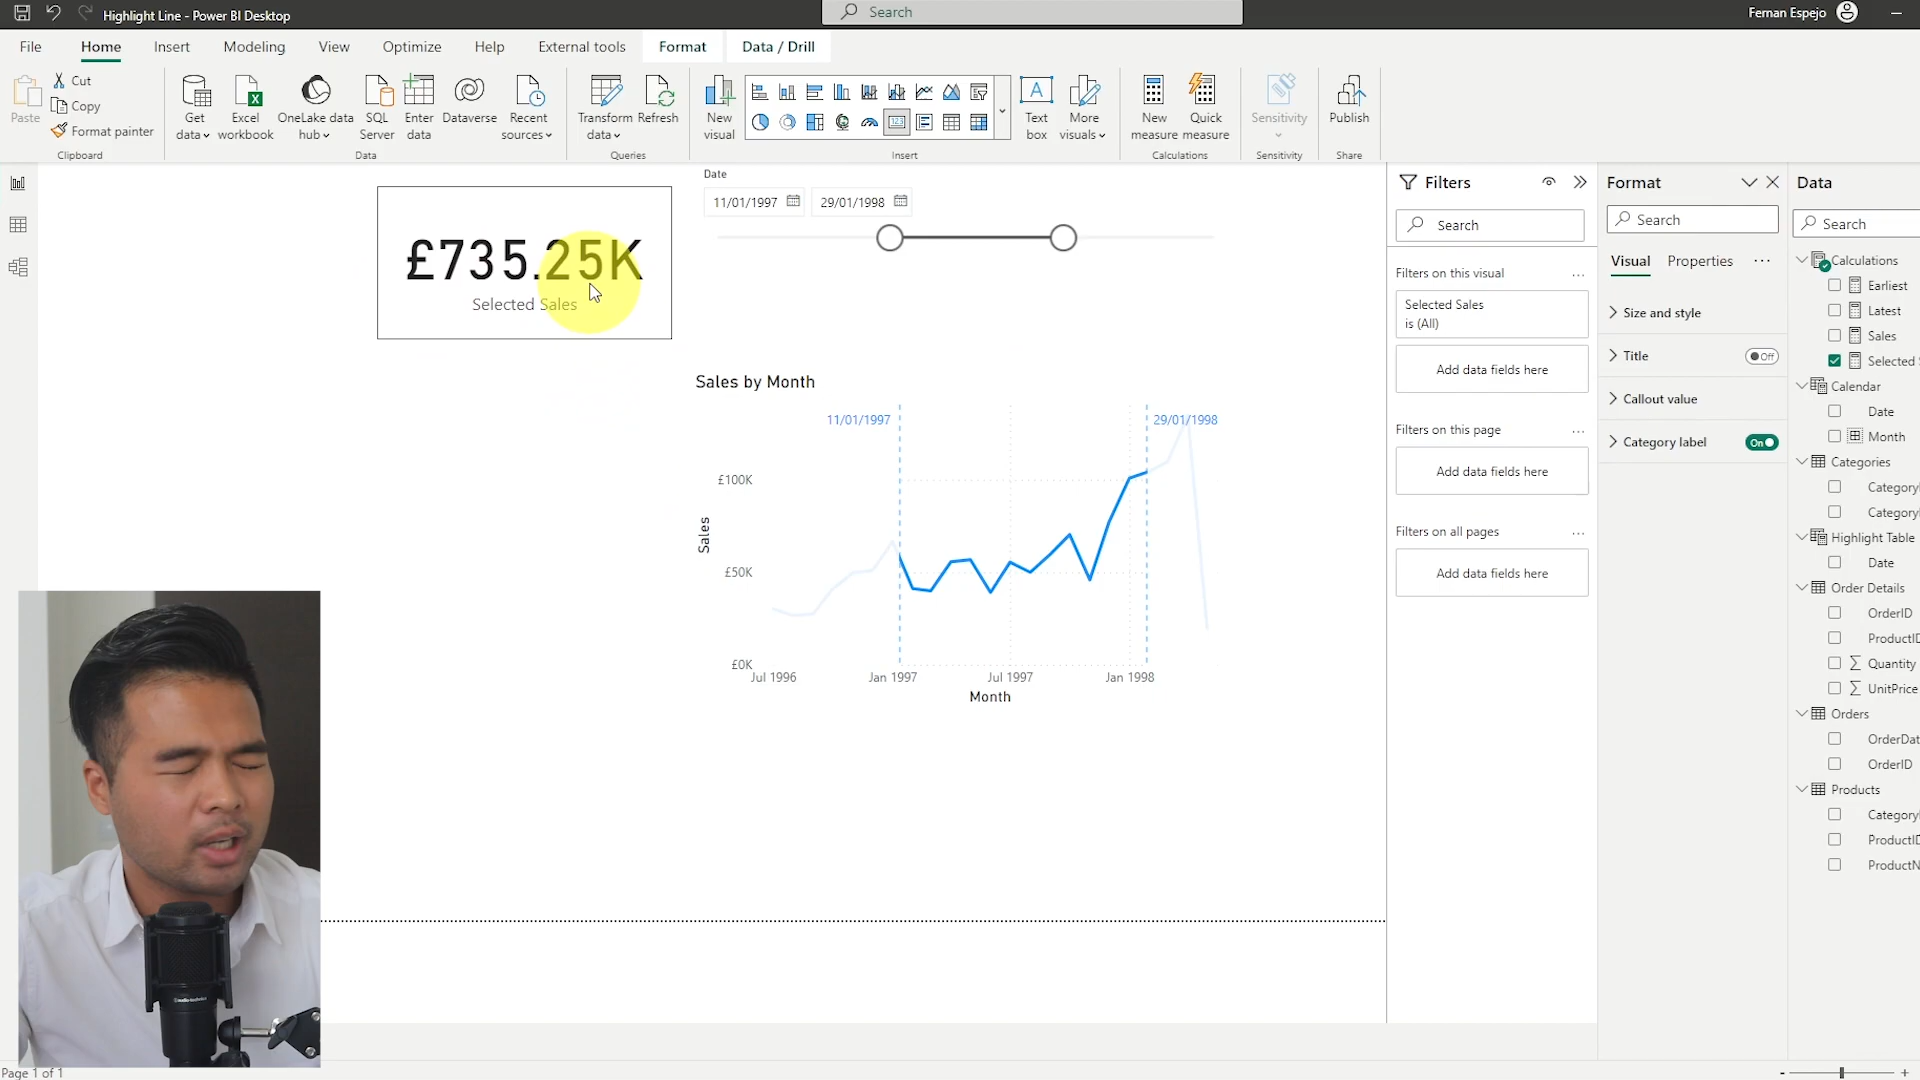 Highlight Line - Power BI Desktop
Search
Fernan Espejo
File
Home
Insert
Modeling
View
Optimize
Help
External tools
Format
Data / Drill
Paste
Cut
Copy
Format painter
Clipboard
Get
data
Excel
workbook
OneLake data
hub
SQL
Server
Enter
data
Dataverse
Recent
sources
Data
Transform
data
Refresh
Queries
New
visual
Text
box
More
visuals
Insert
New
measure
Quick
measure
Calculations
Sensitivity
Sensitivity
Publish
Share
£735.25K
Selected Sales
Date
11/01/1997
29/01/1998
Sales by Month
11/01/1997
29/01/1998
£100K
£50K
£0K
Sales
Jul 1996
Jan 1997
Jul 1997
Jan 1998
Month
Filters
Search
Filters on this visual
Selected Sales
is (All)
Add data fields here
Filters on this page
Add data fields here
Filters on all pages
Add data fields here
Format
Search
Visual
Properties
Size and style
Title
Off
Callout value
Category label
On
Data
Search
Calculations
Earliest
Latest
Sales
Selected S
Calendar
Date
Month
Categories
Category
Category
Highlight Table
Date
Order Details
OrderID
ProductID
Quantity
UnitPrice
Orders
OrderDat
OrderID
Products
Category
ProductID
ProductN
Page 1 of 1